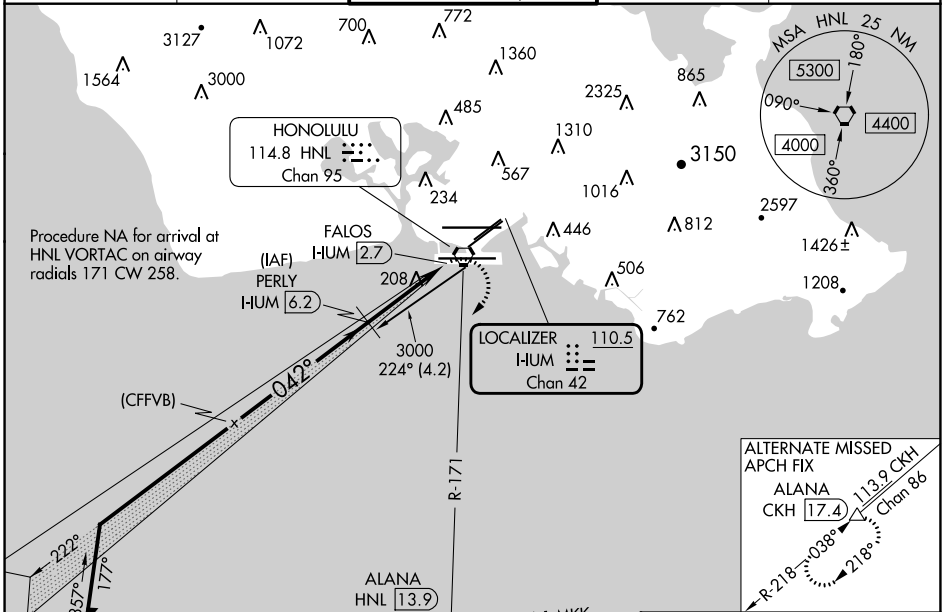 772
700
3127
1072
1360
1564
3000
2325
865
MSA HNL 25 NM
180°
5300
090°
4400
4000
360°
485
HONOLULU
114.8 HNL
Chan 95
1310
3150
567
234
1016
2597
446
812
1426±
Procedure NA for arrival at
HNL VORTAC on airway
radials 171 CW 258.
FALOS
I-IUM 2.7
(IAF)
PERLY
I-IUM 6.2
208
506
1208
762
3000
224° (4.2)
LOCALIZER 110.5
I-IUM
Chan 42
042°
(CFFVB)
R-171
ALTERNATE MISSED
APCH FIX
ALANA
CKH 17.4
113.9 CKH
Chan 86
038°
218°
R-218
222°
357°
177°
ALANA
HNL 13.9